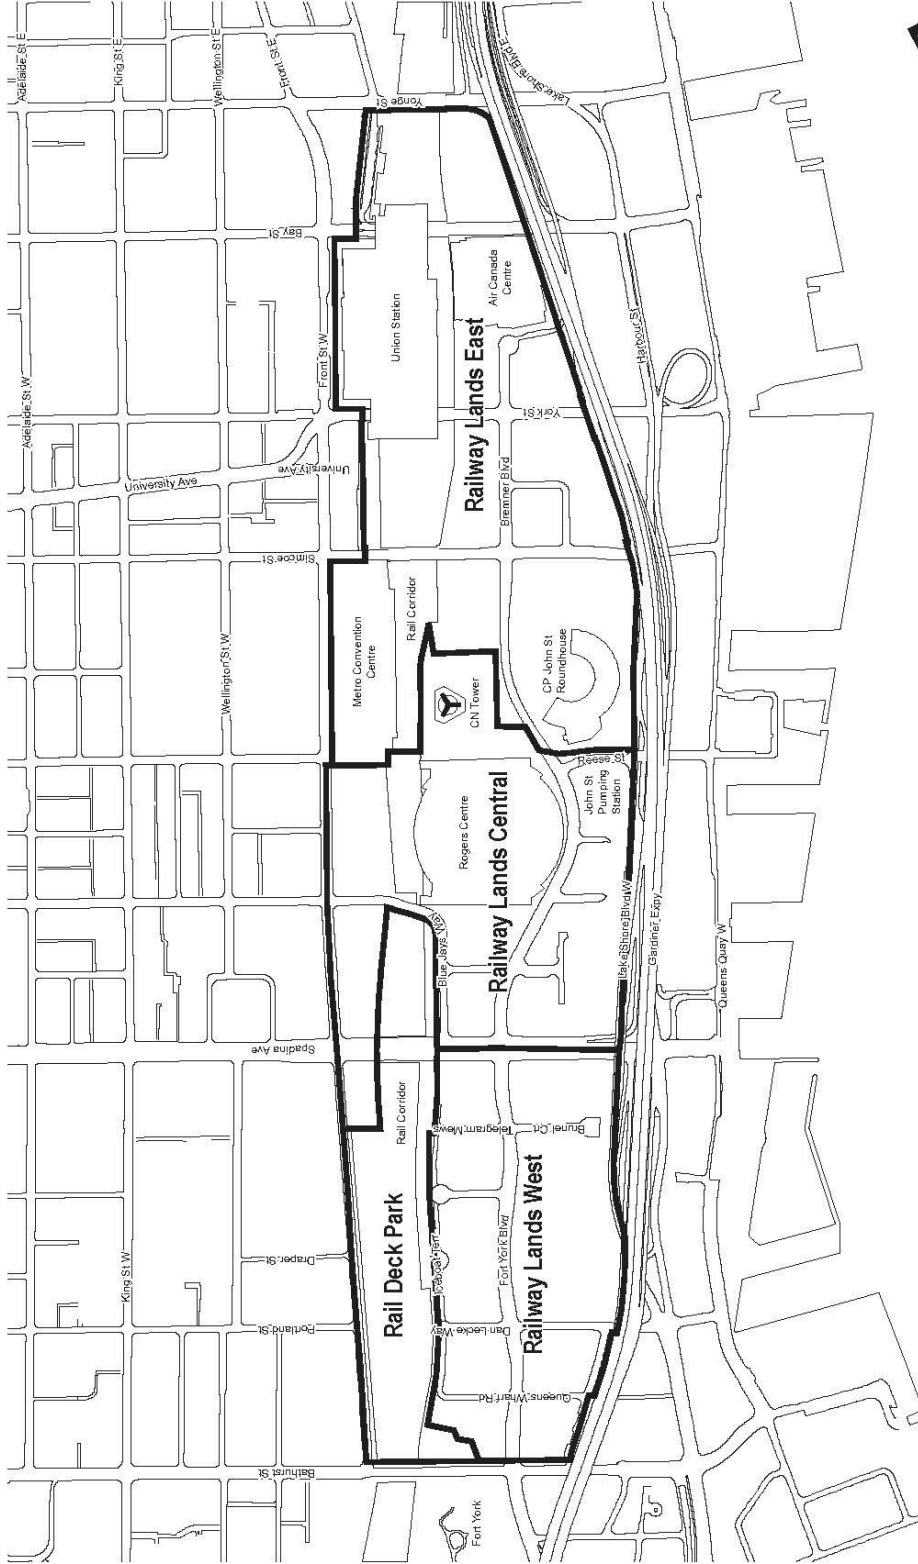 Adelaide St W
Adelaide St E
King St W
King St E
Wellington St W
Wellington St E
Front St W
Front St E
Bathurst St
Portland St
Draper St
Spadina Ave
Simcoe St
University Ave
University Ave
Bay St
Yonge St
York St
Rail Deck Park
Rail Corridor
Metro Convention
Centre
Rail Corridor
Union Station
Blue Jays Way
Rogers Centre
CN Tower
Air Canada
Centre
Iceboat Terr
Telegram Mews
Dan Lecke Way
Queens Wharf Rd
Fort York Blvd
Brunel Crt
Bremner Blvd
Railway Lands West
Railway Lands Central
Railway Lands East
CP John St
Roundhouse
Reese St
John St
Pumping
Station
Fort York
Lake Shore Blvd W
Gardiner Expy
Harbour St
Lake Shore Blvd E
Queens Quay W